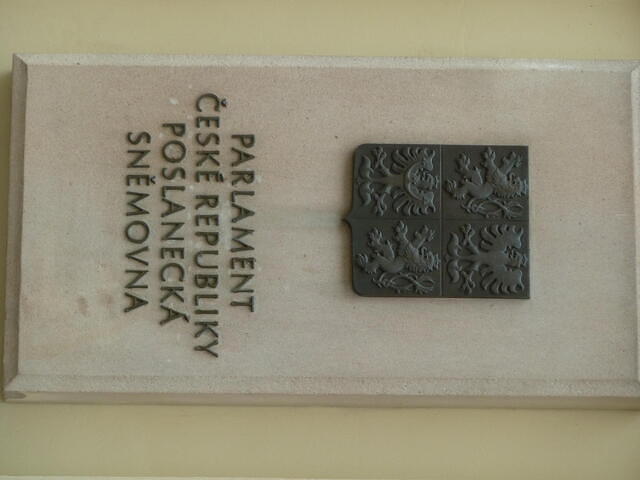 PARLAMENT
ČESKÉ REPUBLIKY
POSLANECKÁ
SNĚMOVNA